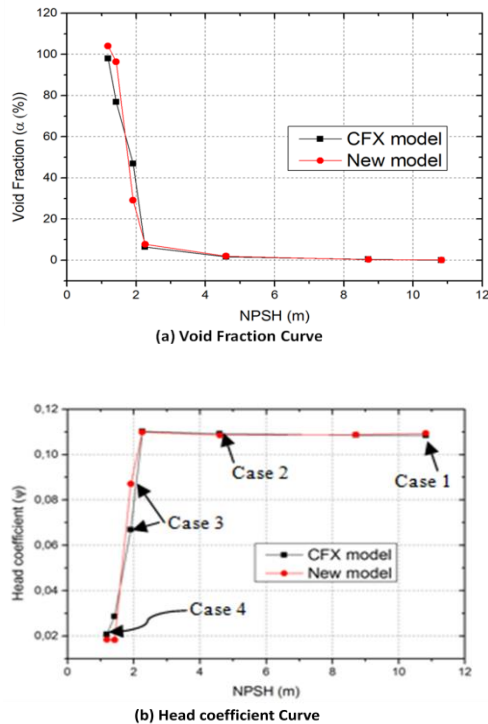 120
100
80
60
40
20
0
Void Fraction (α (%))
CFX model
New model
0 2 4 6 8 10 12
NPSH (m)
(a) Void Fraction Curve
0,12
0,10
0,08
0,06
0,04
0,02
Head coefficient (ψ)
Case 2
Case 1
Case 3
CFX model
New model
Case 4
0 2 4 6 8 10 12
NPSH (m)
(b) Head coefficient Curve